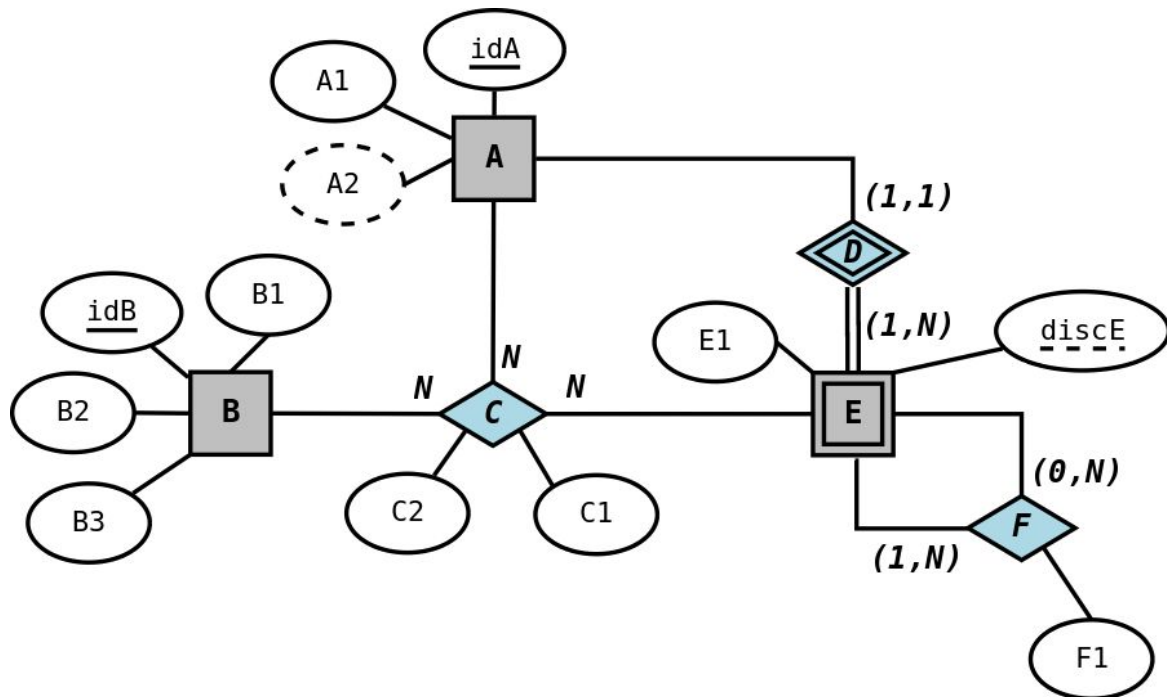 idA
A1
A
A2
(1,1)
D
B1
idB
(1,N)
discE
E1
N
N
N
B2
B
C
E
(0,N)
C2
C1
B3
F
(1,N)
F1